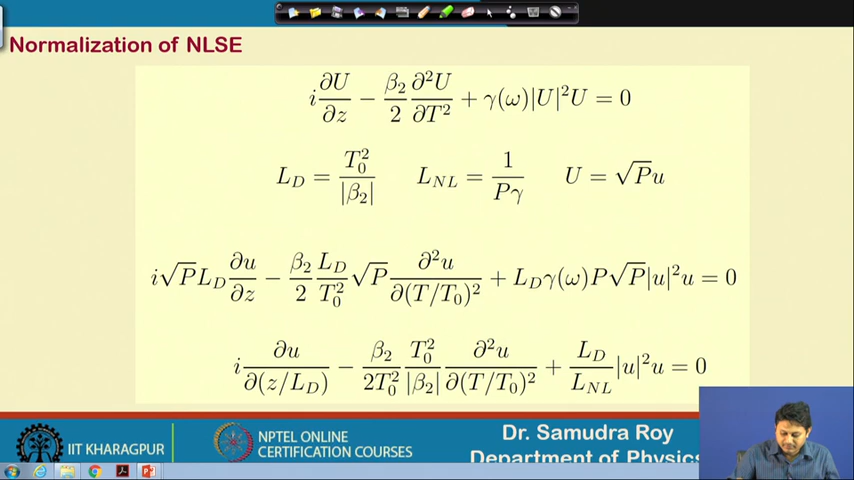 Normalization of NLSE
i ∂U/∂z − β₂/2 ∂²U/∂T² + γ(ω)|U|²U = 0
L_D = T₀²/|β₂|   L_NL = 1/(Pγ)   U = √P u
i√P L_D ∂u/∂z − β₂/2 L_D/T₀² √P ∂²u/∂(T/T₀)² + L_D γ(ω)P√P|u|²u = 0
i ∂u/∂(z/L_D) − β₂/(2T₀²) T₀²/|β₂| ∂²u/∂(T/T₀)² + L_D/L_NL |u|²u = 0
IIT KHARAGPUR
NPTEL ONLINE
CERTIFICATION COURSES
Dr. Samudra Roy
Department of Physics